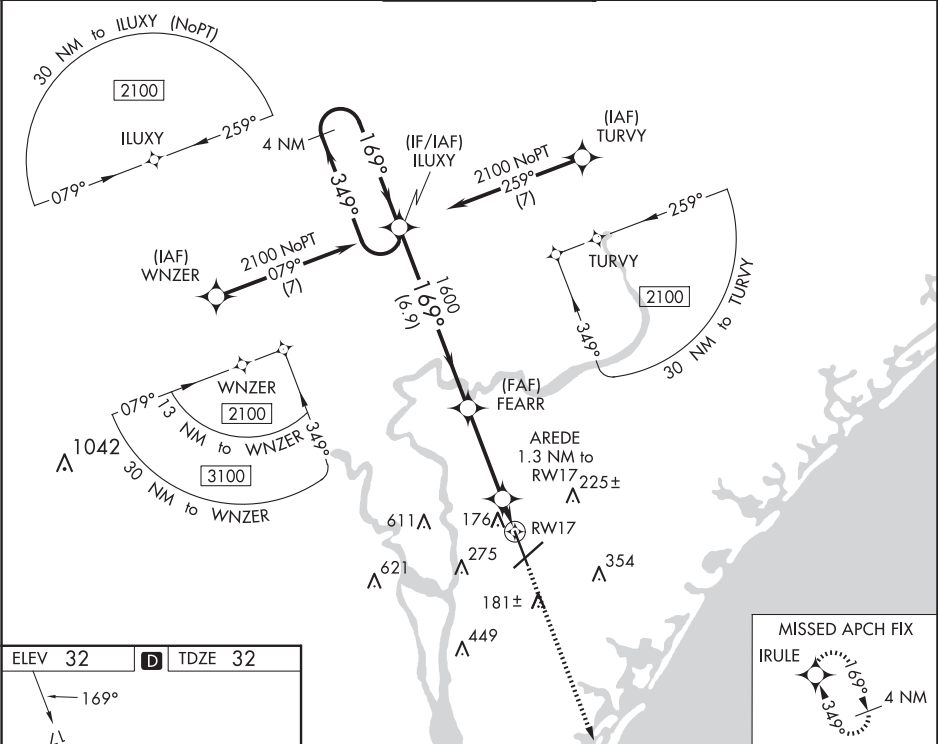 30 NM to ILUXY (NoPT)
2100
ILUXY
259°
079°
4 NM
169°
349°
(IF/IAF)
ILUXY
(IAF)
TURVY
2100 NoPT
259°
(7)
(IAF)
WNZER
2100 NoPT
079°
(7)
259°
TURVY
2100
349°
30 NM to TURVY
1600
169°
(6.9)
(FAF)
FEARR
WNZER
079°
2100
13 NM to WNZER
349°
3100
30 NM to WNZER
1042
AREDE
1.3 NM to
RW17
225±
611
176
RW17
275
621
354
181±
449
MISSED APCH FIX
IRULE
169°
349°
4 NM
ELEV 32
D
TDZE 32
169°
17